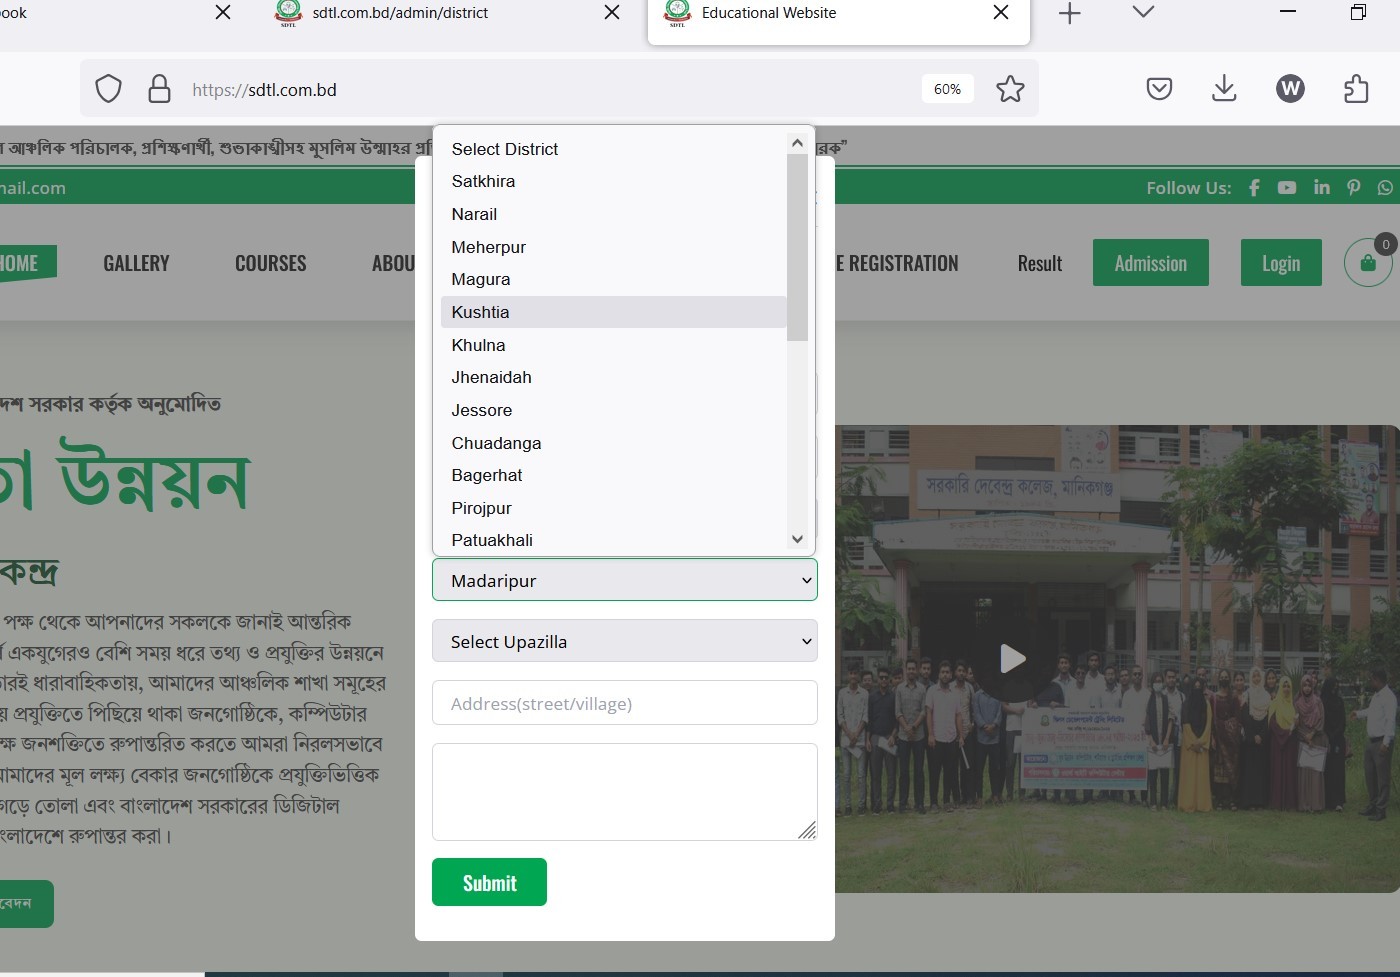 ook
sdtl.com.bd/admin/district
Educational Website
https://sdtl.com.bd
60%
W
আঞ্চলিক পরিচালক, প্রশিক্ষণার্থী, শুভাকাঙ্খীসহ মুসলিম উম্মাহর
রক”
mail.com
Follow Us:
HOME
GALLERY
COURSES
ABOU
E REGISTRATION
Result
Admission
Login
0
Select District
Satkhira
Narail
Meherpur
Magura
Kushtia
Khulna
Jhenaidah
Jessore
Chuadanga
Bagerhat
Pirojpur
Patuakhali
Madaripur
Select Upazilla
Address(street/village)
Submit
দেশ সরকার কর্তৃক অনুমোদিত
তা উন্নয়ন
কেন্দ্র
পক্ষ থেকে আপনাদের সকলকে জানাই আন্তরিক
একযুগেরও বেশি সময় ধরে তথ্য ও প্রযুক্তির উন্নয়নে
তারই ধারাবাহিকতায়, আমাদের আঞ্চলিক শাখা সমূহের
প্রযুক্তিতে পিছিয়ে থাকা জনগোষ্ঠিকে, কম্পিউটার
ক্ষ জনশক্তিতে রুপান্তরিত করতে আমরা নিরলসভাবে
আমাদের মূল লক্ষ্য বেকার জনগোষ্ঠিকে প্রযুক্তিভিত্তিক
গড়ে তোলা এবং বাংলাদেশ সরকারের ডিজিটাল
বাংলাদেশে রুপান্তর করা।
বেদন
সরকারি দেবেন্দ্র কলেজ, মানিকগঞ্জ